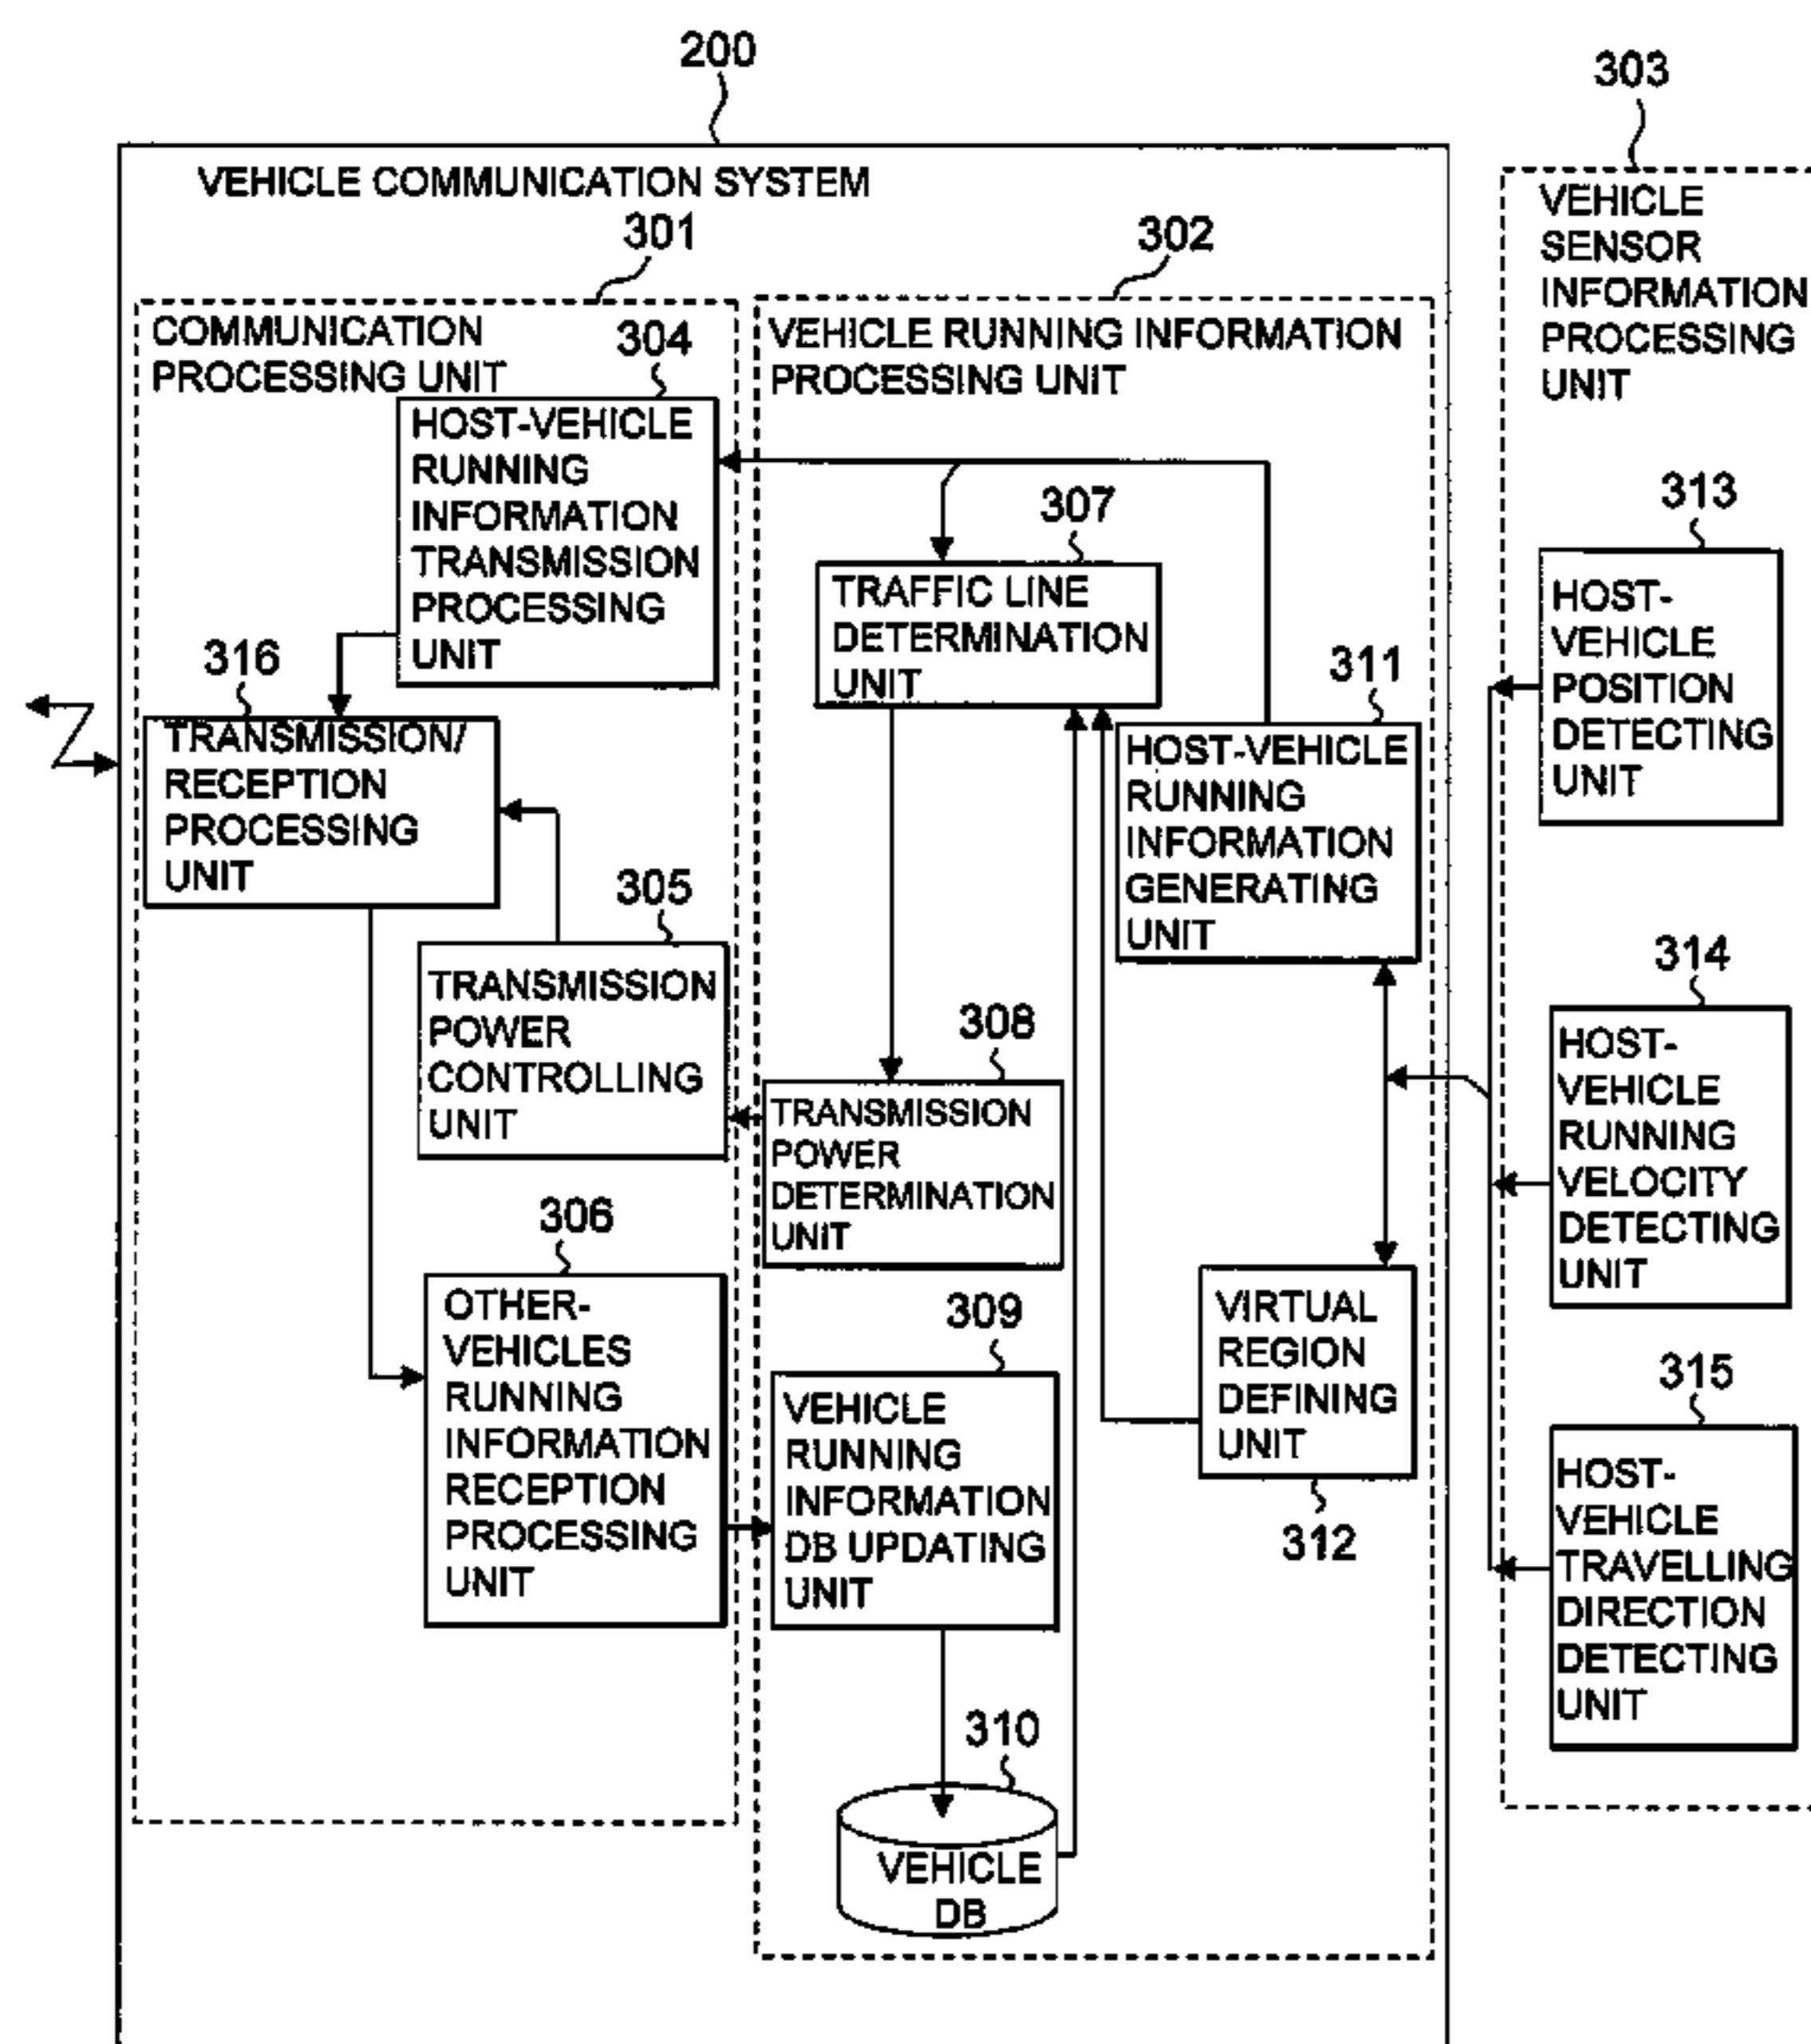 200
303
VEHICLE COMMUNICATION SYSTEM
301
302
VEHICLE
SENSOR
INFORMATION
PROCESSING
UNIT
COMMUNICATION
PROCESSING UNIT
304
VEHICLE RUNNING INFORMATION
PROCESSING UNIT
HOST-VEHICLE
RUNNING
INFORMATION
TRANSMISSION
PROCESSING
UNIT
307
TRAFFIC LINE
DETERMINATION
UNIT
313
HOST-
VEHICLE
POSITION
DETECTING
UNIT
316
TRANSMISSION/
RECEPTION
PROCESSING
UNIT
311
HOST-VEHICLE
RUNNING
INFORMATION
GENERATING
UNIT
305
TRANSMISSION
POWER
CONTROLLING
UNIT
308
TRANSMISSION
POWER
DETERMINATION
UNIT
314
HOST-
VEHICLE
RUNNING
VELOCITY
DETECTING
UNIT
306
OTHER-
VEHICLES
RUNNING
INFORMATION
RECEPTION
PROCESSING
UNIT
309
VEHICLE
RUNNING
INFORMATION
DB UPDATING
UNIT
VIRTUAL
REGION
DEFINING
UNIT
312
315
HOST-
VEHICLE
TRAVELLING
DIRECTION
DETECTING
UNIT
310
VEHICLE
DB